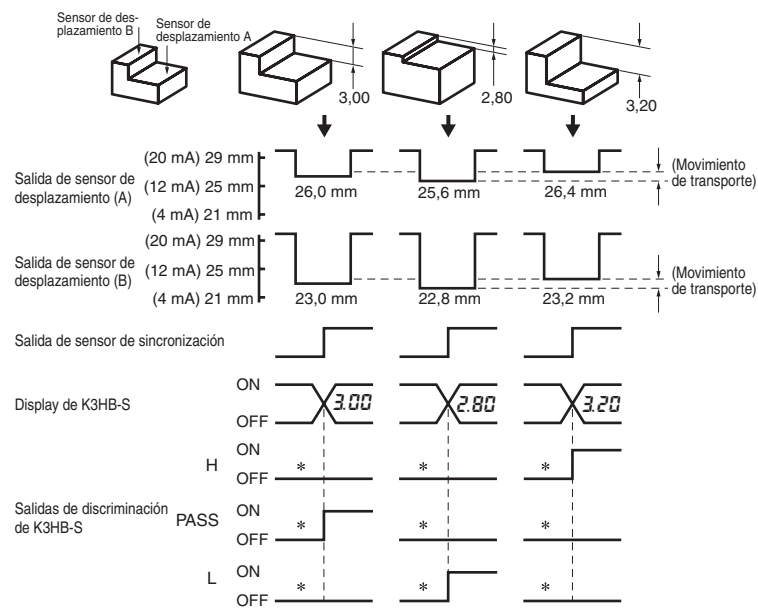 Sensor de des-
plazamiento B
Sensor de
desplazamiento A
3,00
2,80
3,20
Salida de sensor de
desplazamiento (A)
(20 mA) 29 mm
(12 mA) 25 mm
(4 mA) 21 mm
26,0 mm
25,6 mm
26,4 mm
(Movimiento
de transporte)
Salida de sensor de
desplazamiento (B)
(20 mA) 29 mm
(12 mA) 25 mm
(4 mA) 21 mm
23,0 mm
22,8 mm
23,2 mm
(Movimiento
de transporte)
Salida de sensor de sincronización
Display de K3HB-S
ON
OFF
3.00
2.80
3.20
Salidas de discriminación
de K3HB-S
H
ON
OFF
*
*
*
PASS
ON
OFF
*
*
*
L
ON
OFF
*
*
*